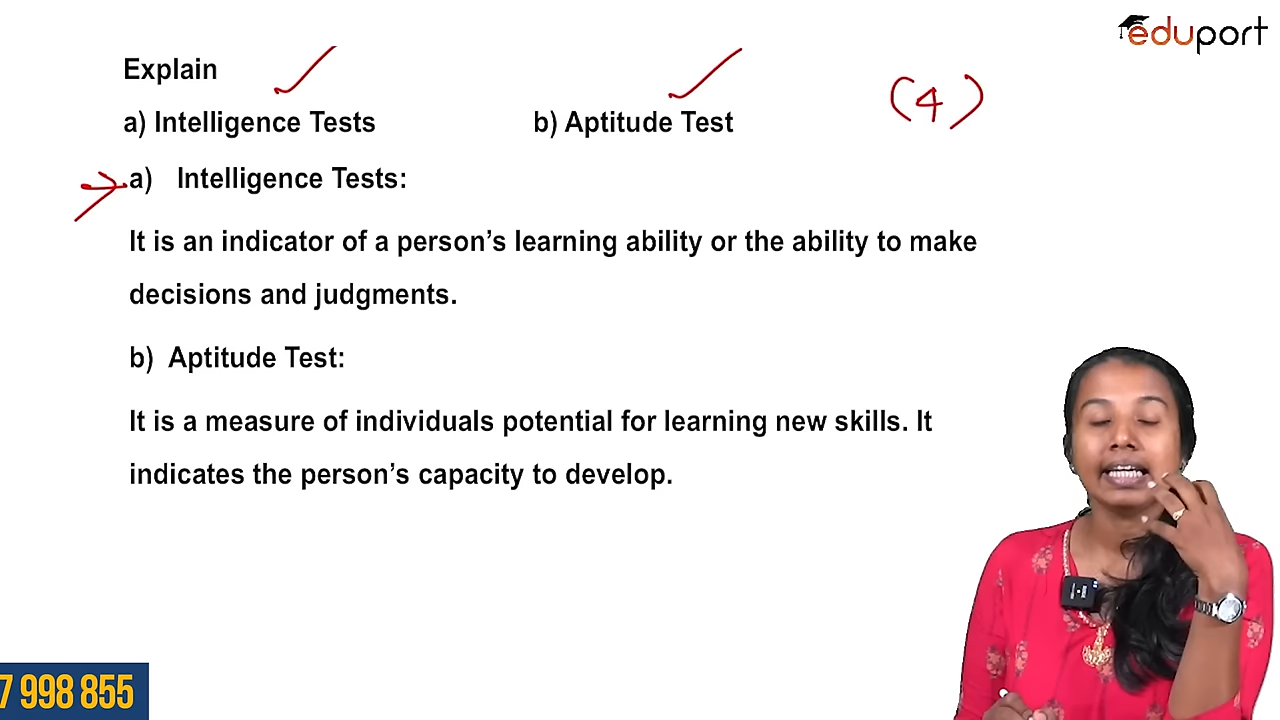 eduport
Explain
(4)
a) Intelligence Tests b) Aptitude Test
a) Intelligence Tests:
It is an indicator of a person’s learning ability or the ability to make
decisions and judgments.
b) Aptitude Test:
It is a measure of individuals potential for learning new skills. It
indicates the person’s capacity to develop.
7 998 855